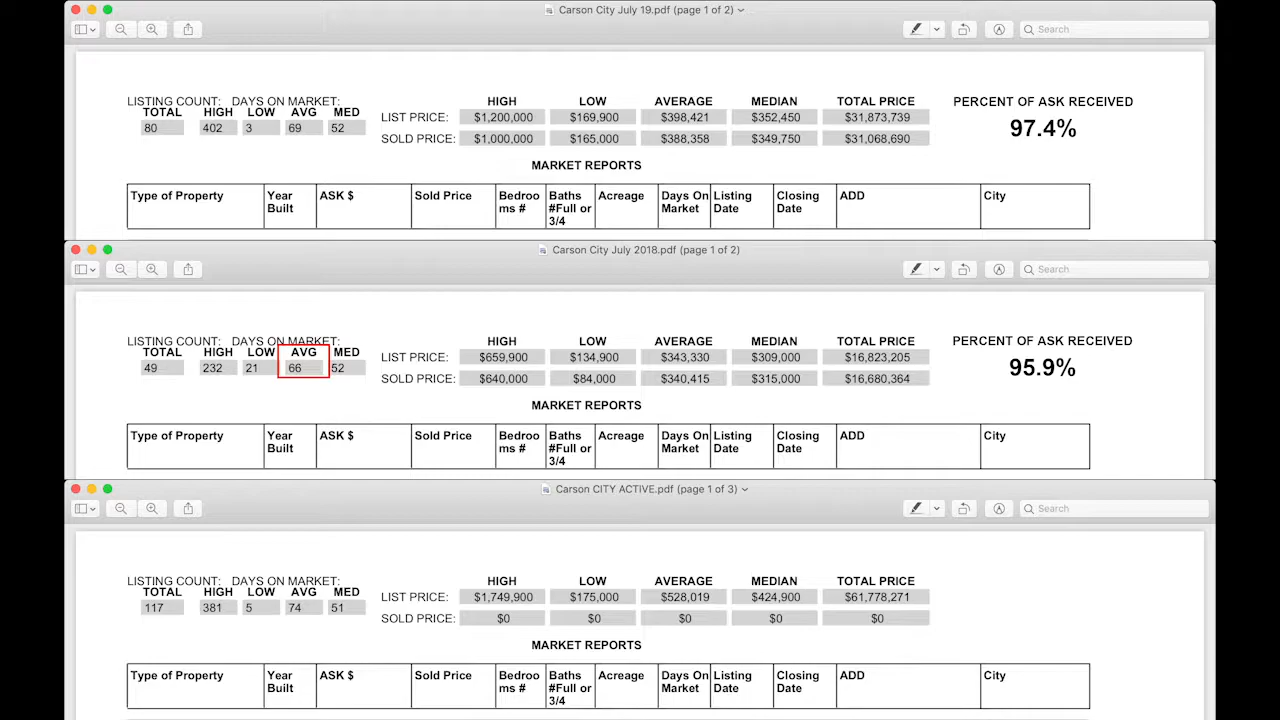 Carson City July 19.pdf (page 1 of 2)
Search
LISTING COUNT: DAYS ON MARKET:
TOTAL HIGH LOW AVG MED
80 402 3 69 52
HIGH LOW AVERAGE MEDIAN TOTAL PRICE
LIST PRICE: $1,200,000 $169,900 $398,421 $352,450 $31,873,739
SOLD PRICE: $1,000,000 $165,000 $388,358 $349,750 $31,068,690
PERCENT OF ASK RECEIVED
97.4%
MARKET REPORTS
Type of Property Year Built ASK $ Sold Price Bedroo ms # Baths #Full or 3/4 Acreage Days On Market Listing Date Closing Date ADD City
Carson City July 2018.pdf (page 1 of 2)
Search
LISTING COUNT: DAYS ON MARKET:
TOTAL HIGH LOW AVG MED
49 232 21 66 52
HIGH LOW AVERAGE MEDIAN TOTAL PRICE
LIST PRICE: $659,900 $134,900 $343,330 $309,000 $16,823,205
SOLD PRICE: $640,000 $84,000 $340,415 $315,000 $16,680,364
PERCENT OF ASK RECEIVED
95.9%
MARKET REPORTS
Type of Property Year Built ASK $ Sold Price Bedroo ms # Baths #Full or 3/4 Acreage Days On Market Listing Date Closing Date ADD City
Carson CITY ACTIVE.pdf (page 1 of 3)
Search
LISTING COUNT: DAYS ON MARKET:
TOTAL HIGH LOW AVG MED
117 381 5 74 51
HIGH LOW AVERAGE MEDIAN TOTAL PRICE
LIST PRICE: $1,749,900 $175,000 $528,019 $424,900 $61,778,271
SOLD PRICE: $0 $0 $0 $0 $0
MARKET REPORTS
Type of Property Year Built ASK $ Sold Price Bedroo ms # Baths #Full or 3/4 Acreage Days On Market Listing Date Closing Date ADD City